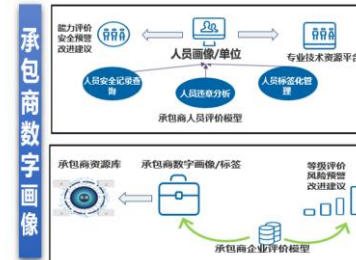 承包商数字画像
能力评价
安全预警
改进建议
人员画像/单位
专业技术资源平台
人员安全记录查
询
人员违章分析
人员标签化管
理
承包商人员评价模型
承包商资源库
承包商数字画像/标签
等级评价
风险预警
改进建议
承包商企业评价模型